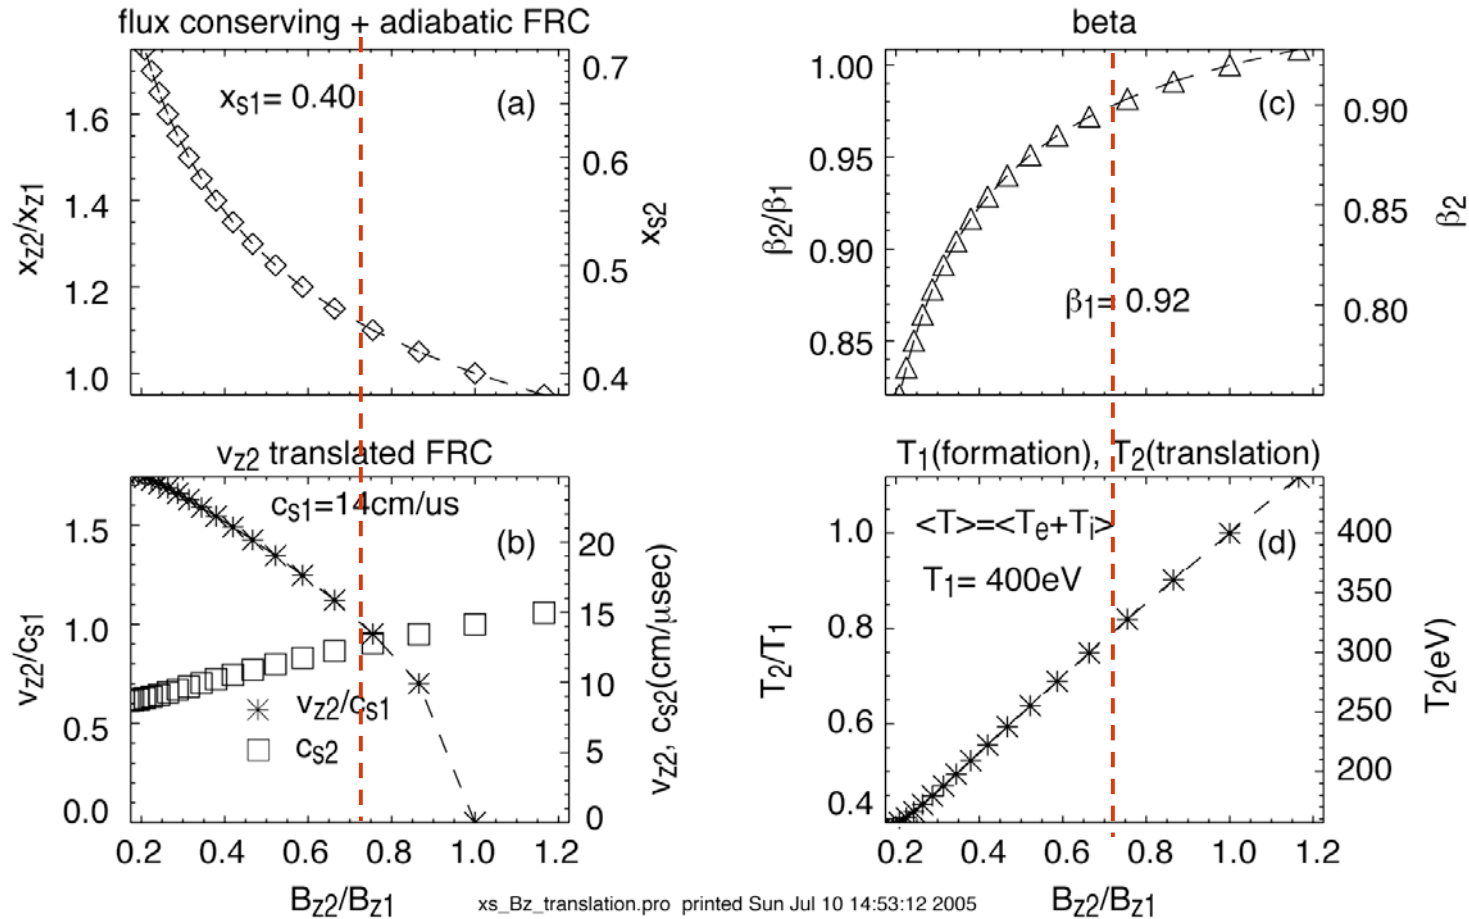 flux conserving + adiabatic FRC
x_z2/x_z1
1.6
1.4
1.2
1.0
x_s1= 0.40
(a)
0.7
0.6
0.5
0.4
x_s2
beta
β2/β1
1.00
0.95
0.90
0.85
β1= 0.92
(c)
0.90
0.85
0.80
β2
v_z2 translated FRC
v_z2/c_s1
1.5
1.0
0.5
0.0
c_s1=14cm/us
(b)
v_z2/c_s1
c_s2
20
15
10
5
0
v_z2, c_s2(cm/μsec)
0.2 0.4 0.6 0.8 1.0 1.2
B_z2/B_z1
T1(formation), T2(translation)
T2/T1
1.0
0.8
0.6
0.4
<T>=<Te+Ti>
(d)
T1= 400eV
400
350
300
250
200
T2(eV)
0.2 0.4 0.6 0.8 1.0 1.2
B_z2/B_z1
xs_Bz_translation.pro printed Sun Jul 10 14:53:12 2005